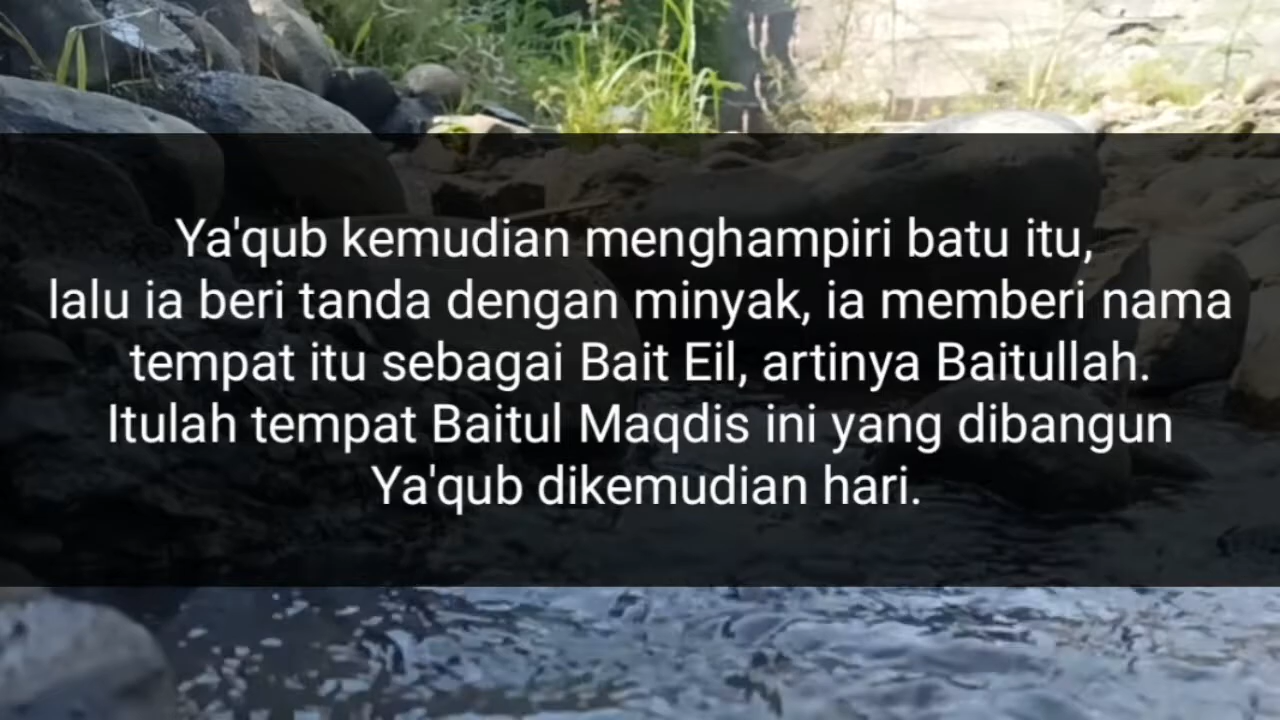 Ya'qub kemudian menghampiri batu itu,
lalu ia beri tanda dengan minyak, ia memberi nama
tempat itu sebagai Bait Eil, artinya Baitullah.
Itulah tempat Baitul Maqdis ini yang dibangun
Ya'qub dikemudian hari.